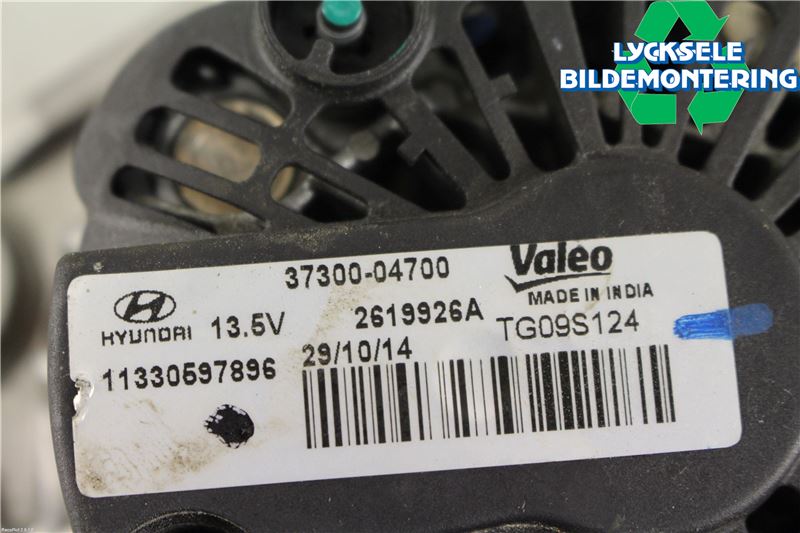 LYCKSELE
BILDEMONTERING
37300-04700
Valeo
MADE IN INDIA
HYUNDAI 13.5V
2619926A
TG09S124
29/10/14
11330597896